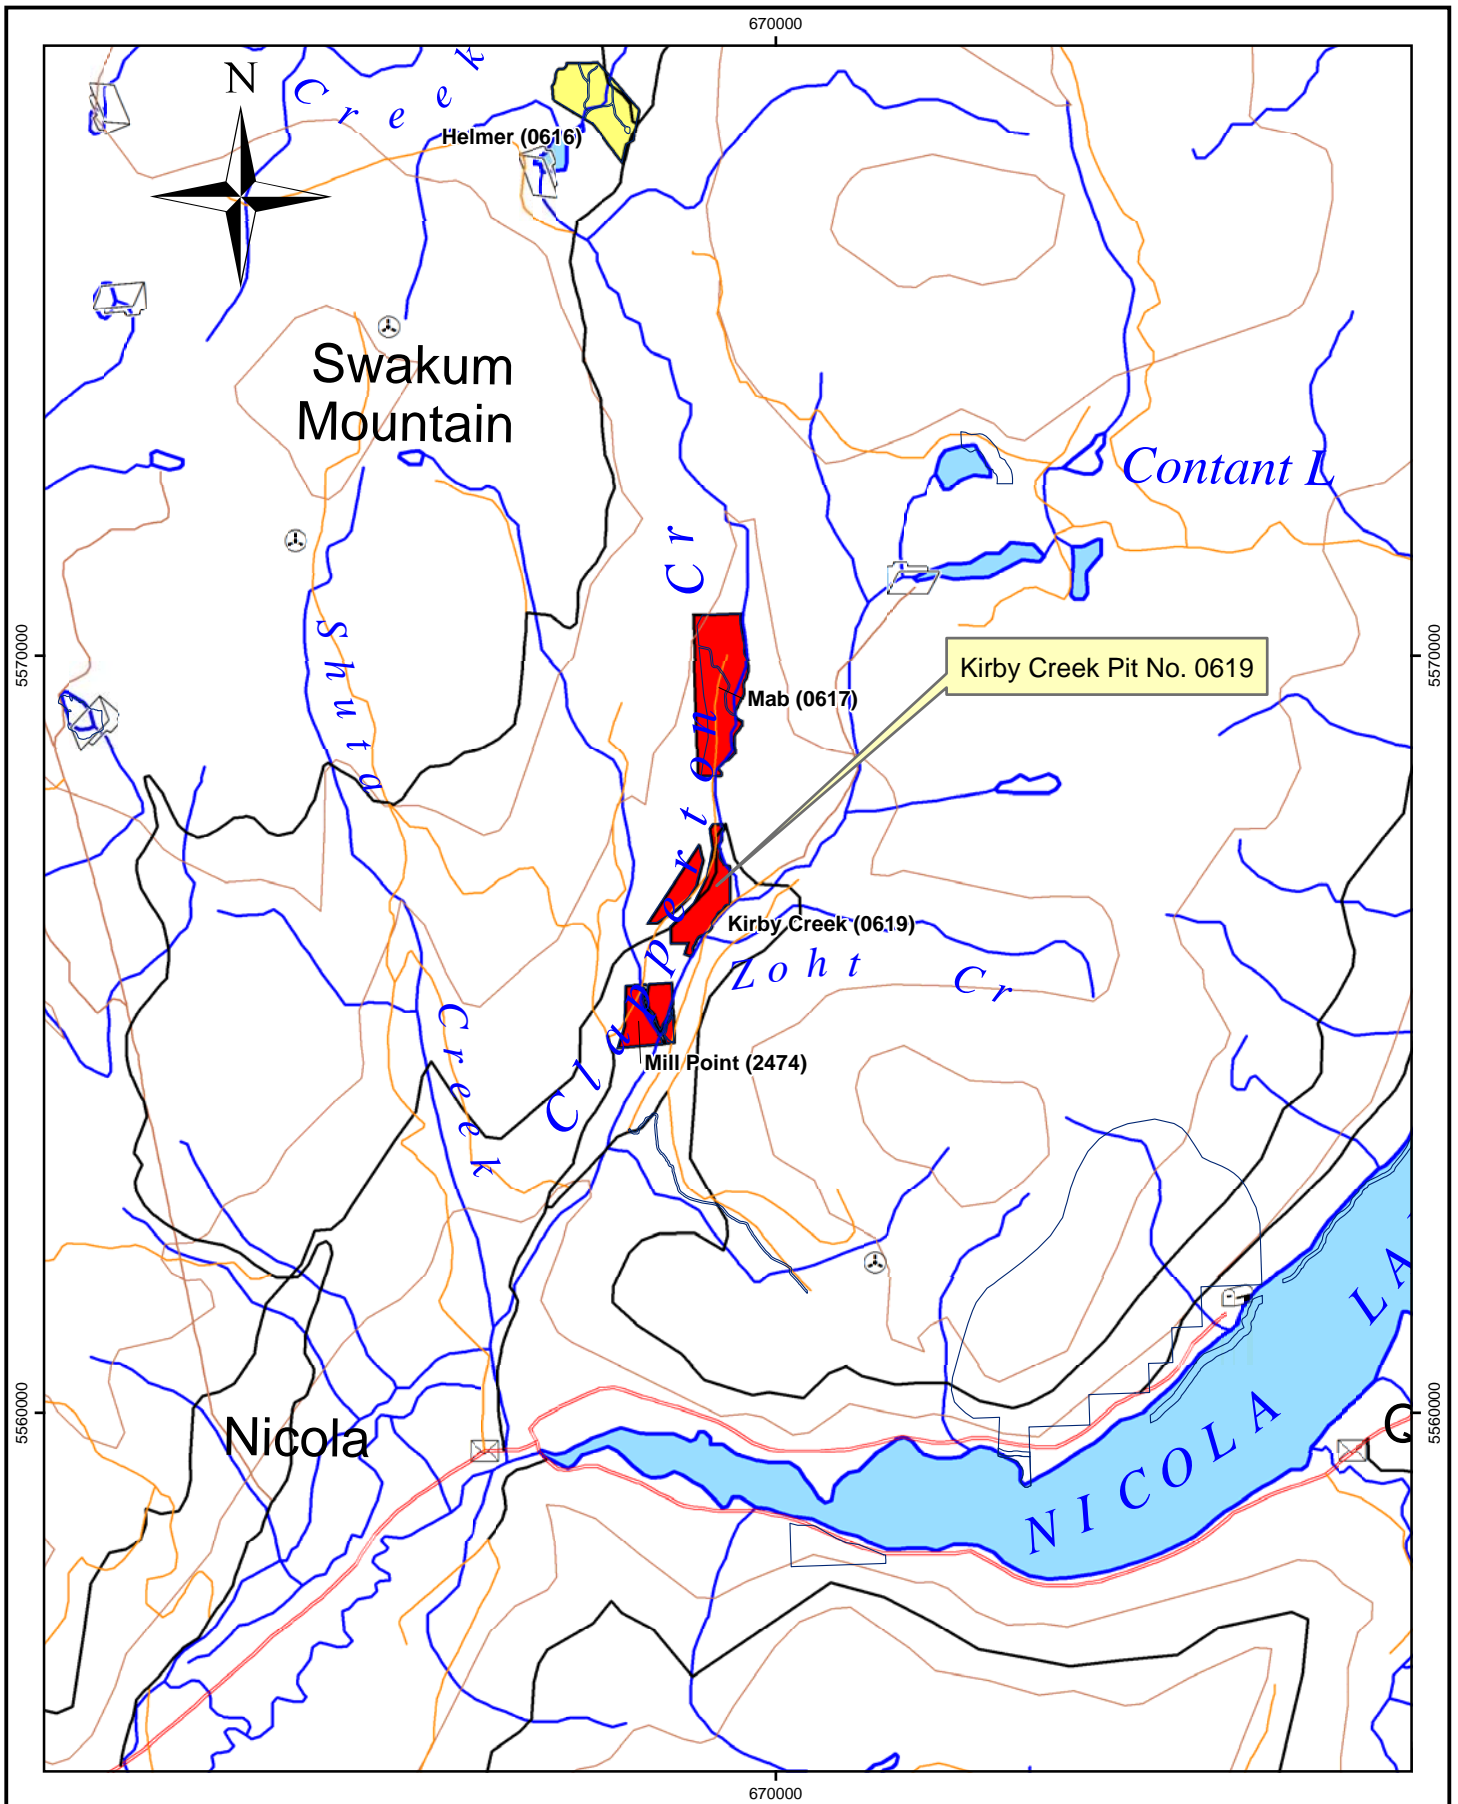 670000
N
Creek
Helmer (0616)
Swakum
Mountain
Contant L
Clapperton Cr
Shuta
Creek
5570000
5570000
Kirby Creek Pit No. 0619
Mab (0617)
Kirby Creek (0619)
Zoht Cr
Mill Point (2474)
NICOLA LA
5560000
5560000
Nicola
Q
670000